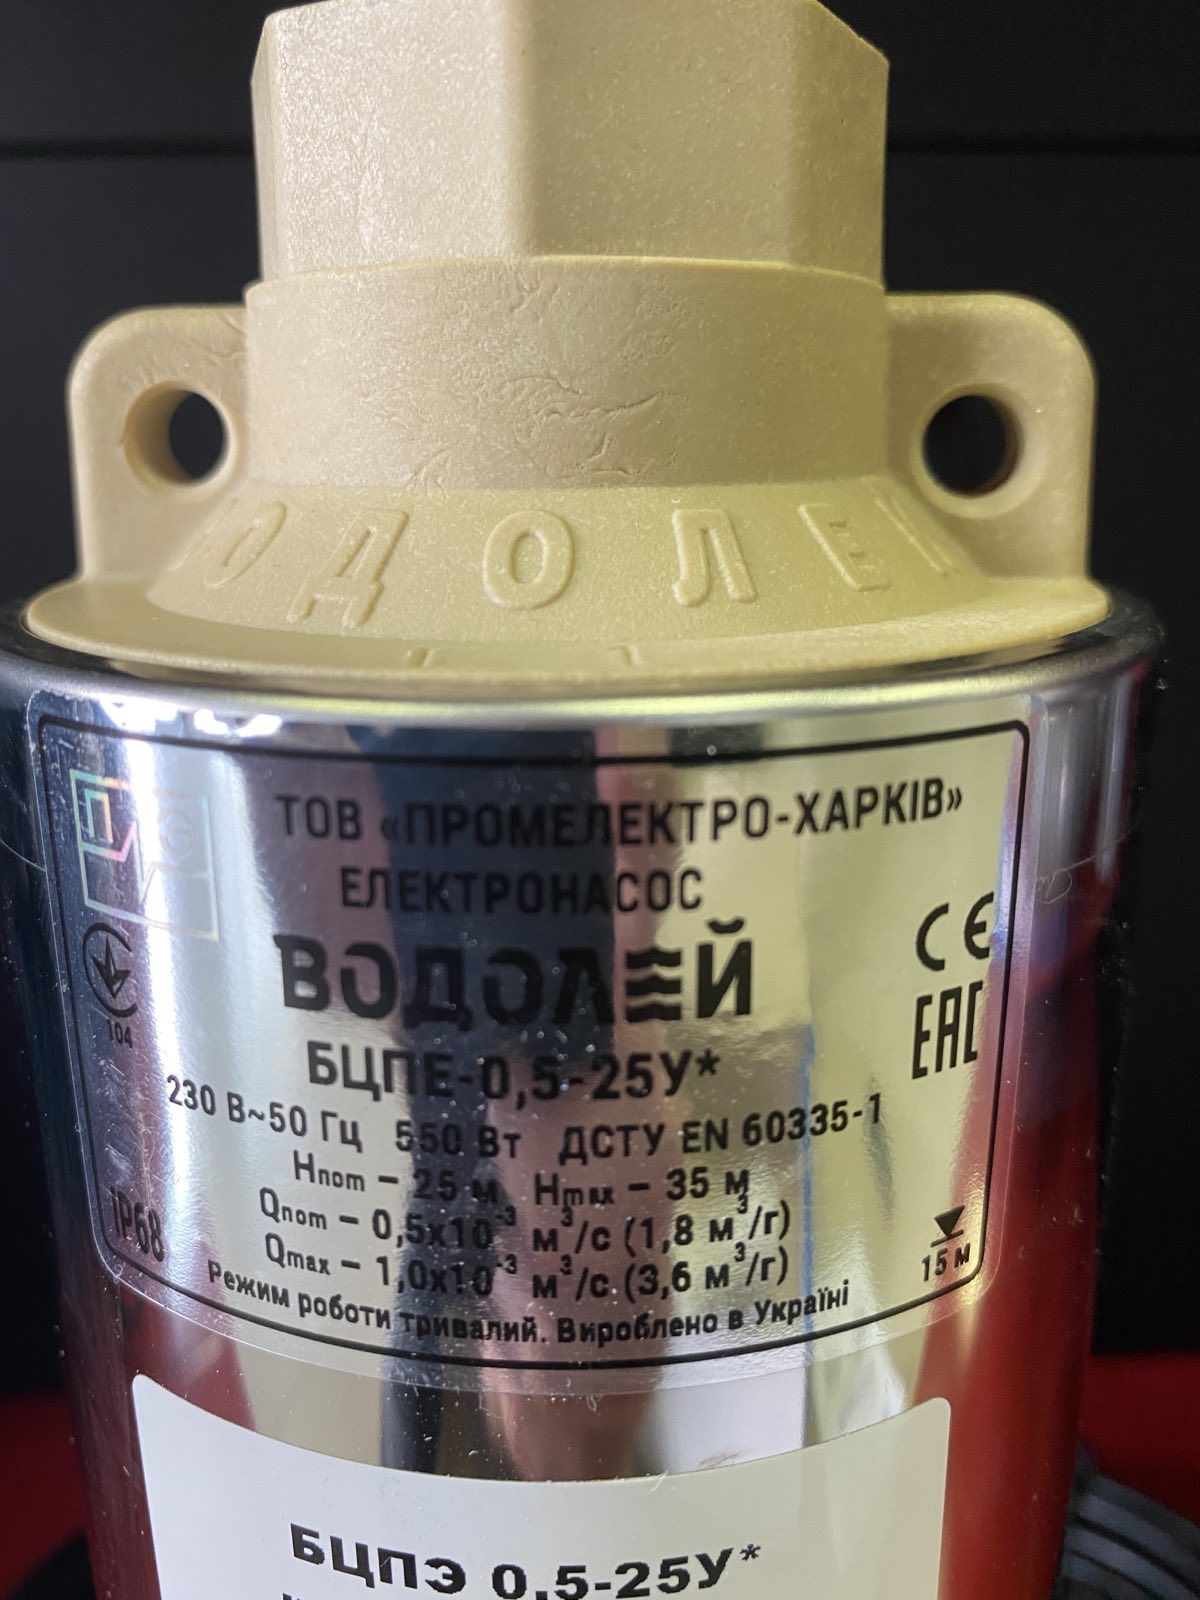 ВОДОЛЕЙ
ТОВ «ПРОМЕЛЕКТРО-ХАРКІВ»
ЕЛЕКТРОНАСОС
ВОДОЛЕЙ
БЦПЕ-0,5-25У*
230 В~50 Гц 550 Вт ДСТУ EN 60335-1
Hnom – 25 м Hmax – 35 м
Qnom – 0,5x10⁻³ м³/с (1,8 м³/г)
Qmax – 1,0x10⁻³ м³/с (3,6 м³/г)
Режим роботи тривалий. Вироблено в Україні
104
IP68
CE
EAC
15 м
БЦПЭ 0,5-25У*